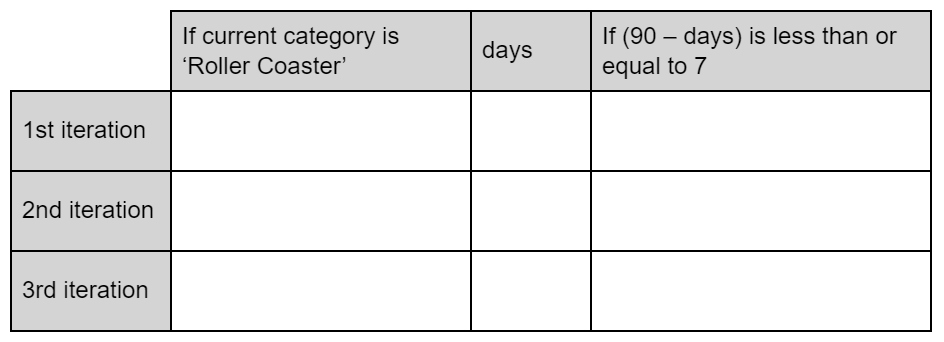 If current category is
‘Roller Coaster’
days
If (90 – days) is less than or
equal to 7
1st iteration
2nd iteration
3rd iteration